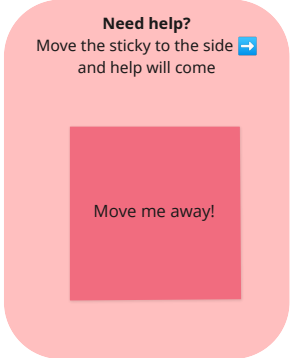 Need help?
Move the sticky to the side ➡️
and help will come
Move me away!